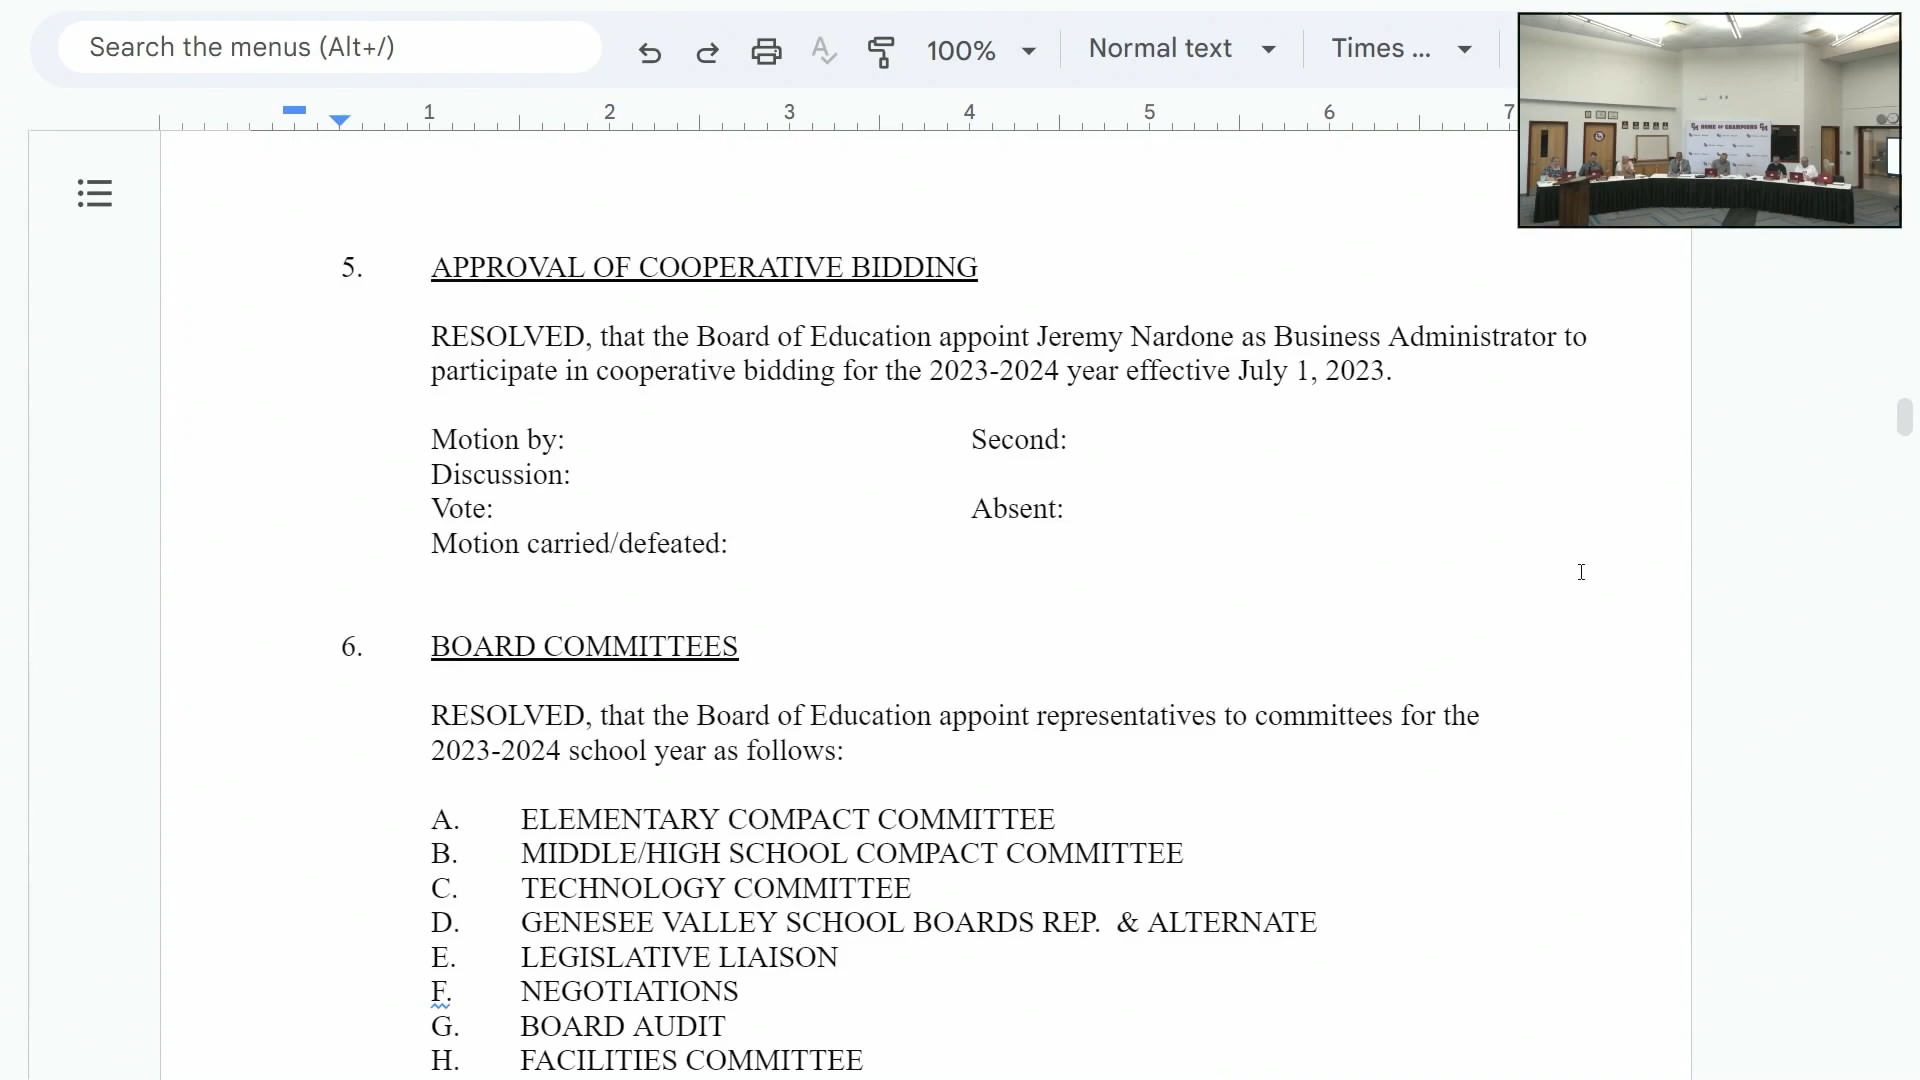 Search the menus (Alt+/)
100%
Normal text
Times ...
1 2 3 4 5 6 7
HOME OF CHAMPIONS
5. APPROVAL OF COOPERATIVE BIDDING
RESOLVED, that the Board of Education appoint Jeremy Nardone as Business Administrator to
participate in cooperative bidding for the 2023-2024 year effective July 1, 2023.
Motion by: Second:
Discussion:
Vote: Absent:
Motion carried/defeated:
6. BOARD COMMITTEES
RESOLVED, that the Board of Education appoint representatives to committees for the
2023-2024 school year as follows:
A. ELEMENTARY COMPACT COMMITTEE
B. MIDDLE/HIGH SCHOOL COMPACT COMMITTEE
C. TECHNOLOGY COMMITTEE
D. GENESEE VALLEY SCHOOL BOARDS REP. & ALTERNATE
E. LEGISLATIVE LIAISON
F. NEGOTIATIONS
G. BOARD AUDIT
H. FACILITIES COMMITTEE